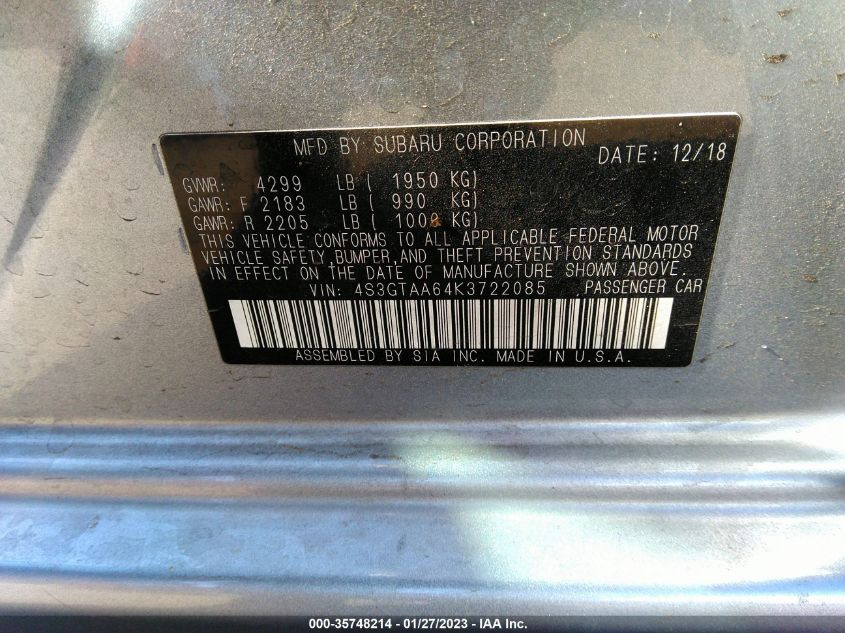 MFD BY SUBARU CORPORATION
DATE: 12/18
GVWR: 4299 LB ( 1950 KG)
GAWR: F 2183 LB ( 990 KG)
GAWR: R 2205 LB ( 1000 KG)
THIS VEHICLE CONFORMS TO ALL APPLICABLE FEDERAL MOTOR
VEHICLE SAFETY, BUMPER, AND THEFT PREVENTION STANDARDS
IN EFFECT ON THE DATE OF MANUFACTURE SHOWN ABOVE.
VIN: 4S3GTAA64K3722085 PASSENGER CAR
ASSEMBLED BY SIA INC. MADE IN U.S.A.
000-35748214 - 01/27/2023 - IAA Inc.